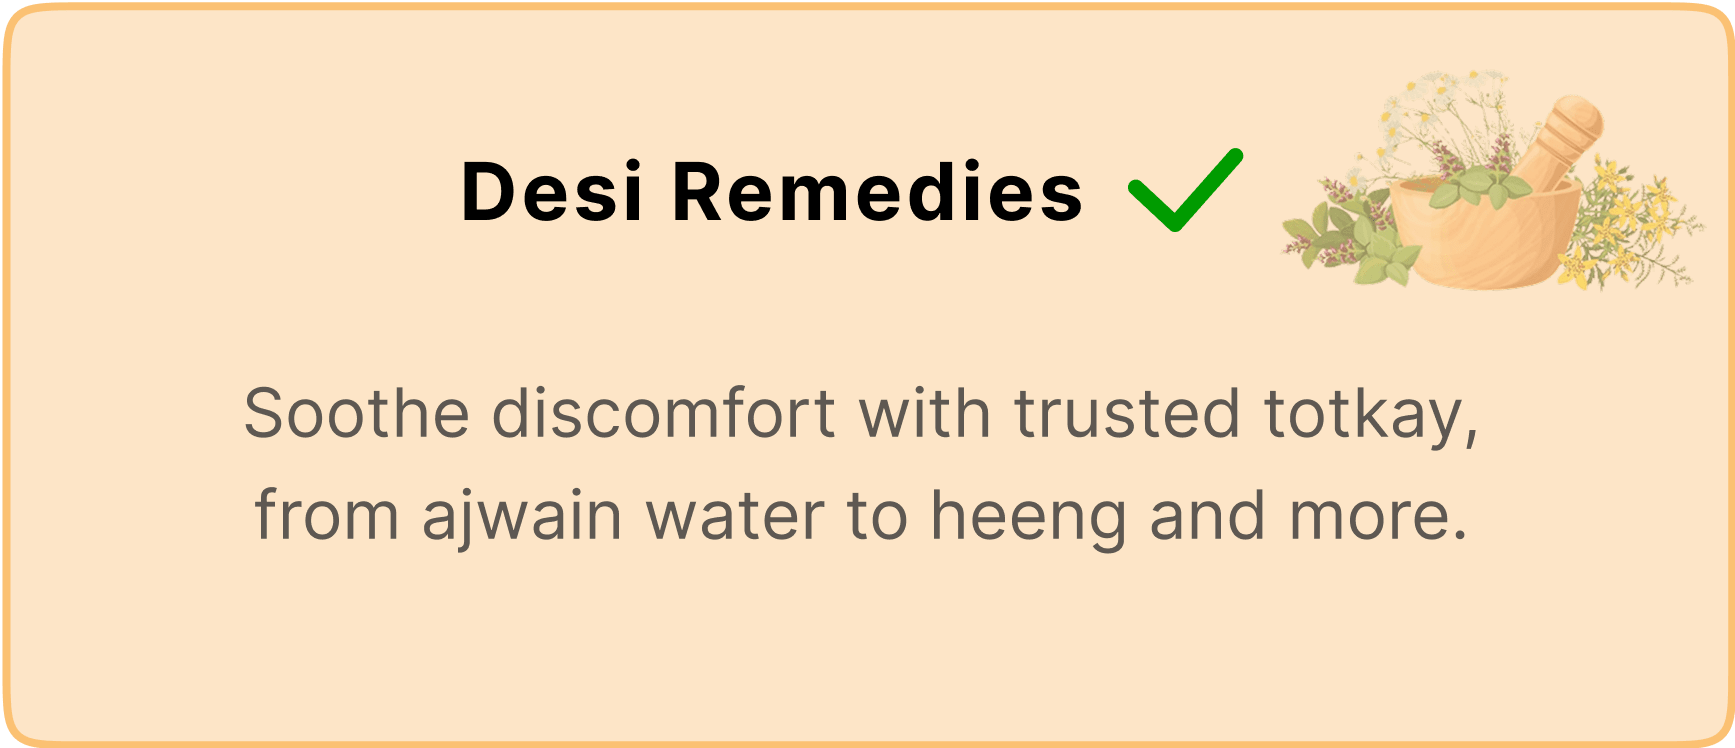 Desi Remedies
Soothe discomfort with trusted totkay,
from ajwain water to heeng and more.